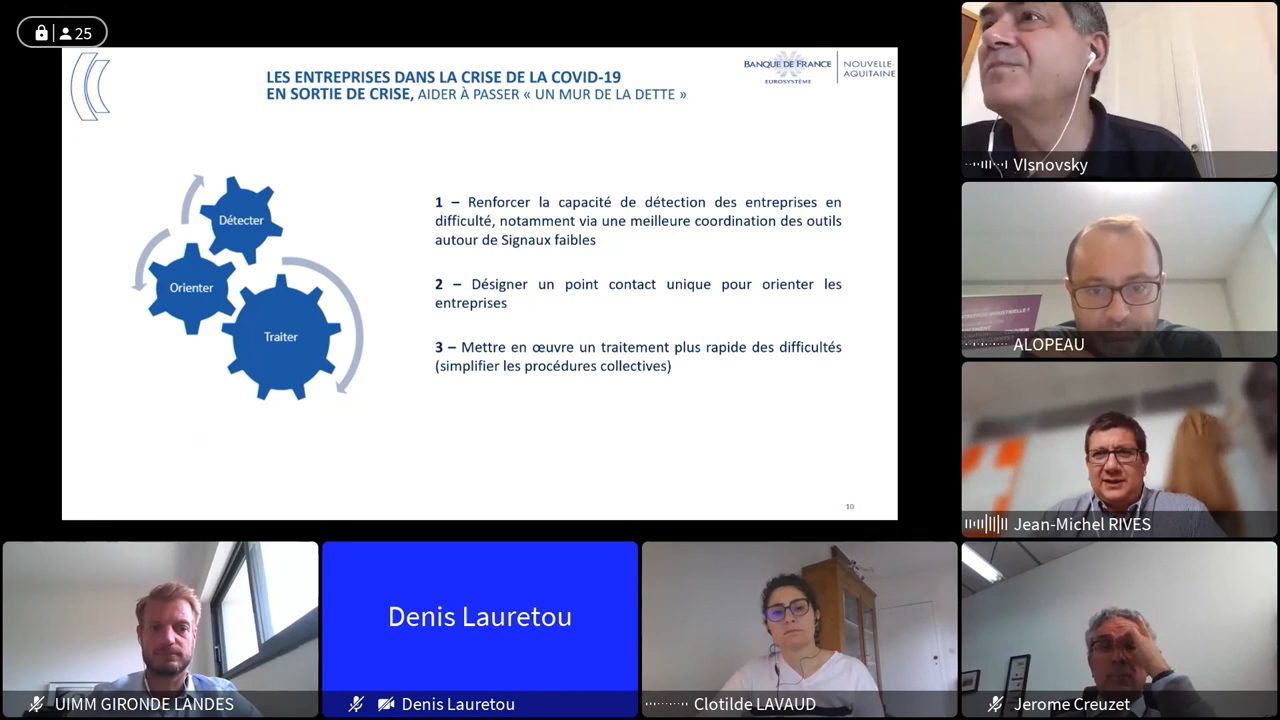 25
LES ENTREPRISES DANS LA CRISE DE LA COVID-19
EN SORTIE DE CRISE, AIDER À PASSER « UN MUR DE LA DETTE »
BANQUE DE FRANCE
EUROSYSTÈME
NOUVELLE-
AQUITAINE
Détecter
Orienter
Traiter
1 – Renforcer la capacité de détection des entreprises en
difficulté, notamment via une meilleure coordination des outils
autour de Signaux faibles
2 – Désigner un point contact unique pour orienter les
entreprises
3 – Mettre en œuvre un traitement plus rapide des difficultés
(simplifier les procédures collectives)
10
VIsnovsky
ALOPEAU
Jean-Michel RIVES
UIMM GIRONDE LANDES
Denis Lauretou
Denis Lauretou
Clotilde LAVAUD
Jerome Creuzet